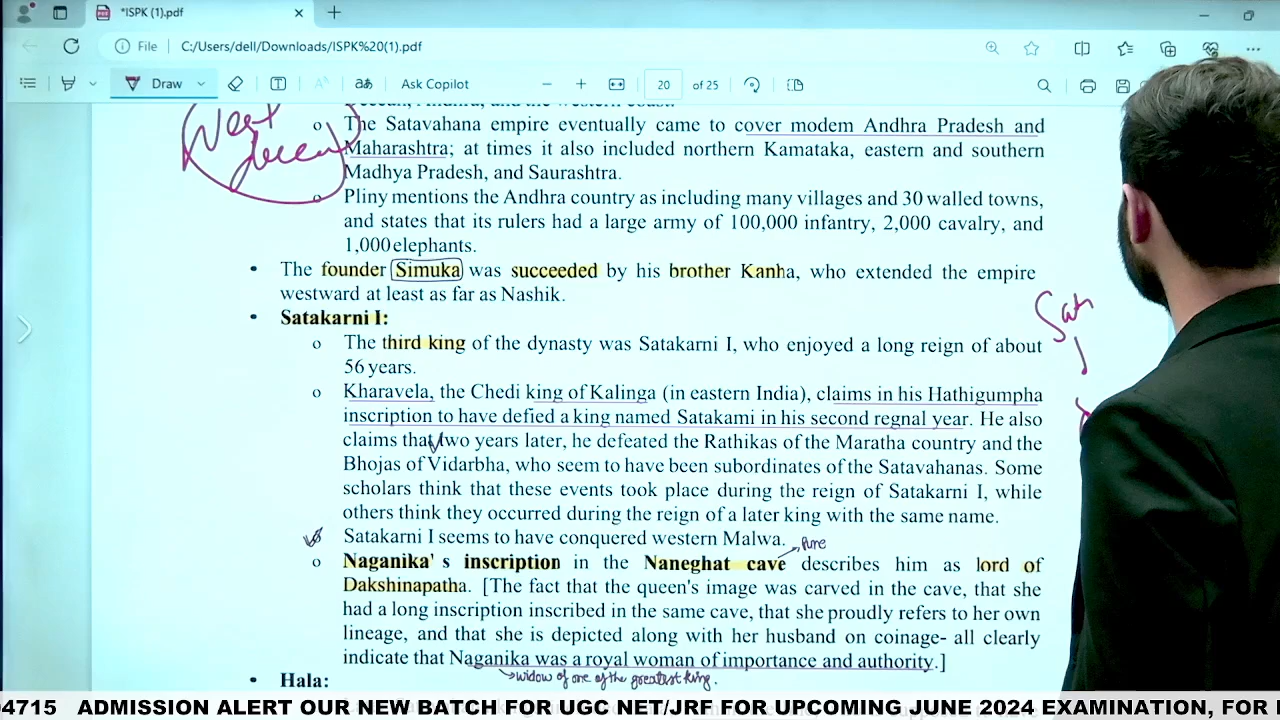 *ISPK (1).pdf
File C:/Users/dell/Downloads/ISPK%20(1).pdf
Draw Ask Copilot 20 of 25
The Satavahana empire eventually came to cover modem Andhra Pradesh and
Maharashtra; at times it also included northern Kamataka, eastern and southern
Madhya Pradesh, and Saurashtra.
Pliny mentions the Andhra country as including many villages and 30 walled towns,
and states that its rulers had a large army of 100,000 infantry, 2,000 cavalry, and
1,000elephants.
• The founder Simuka was succeeded by his brother Kanha, who extended the empire
westward at least as far as Nashik.
• Satakarni I:
o The third king of the dynasty was Satakarni I, who enjoyed a long reign of about
56 years.
o Kharavela, the Chedi king of Kalinga (in eastern India), claims in his Hathigumpha
inscription to have defied a king named Satakami in his second regnal year. He also
claims that two years later, he defeated the Rathikas of the Maratha country and the
Bhojas of Vidarbha, who seem to have been subordinates of the Satavahanas. Some
scholars think that these events took place during the reign of Satakarni I, while
others think they occurred during the reign of a later king with the same name.
Satakarni I seems to have conquered western Malwa.
Pune
o Naganika' s inscription in the Naneghat cave describes him as lord of
Dakshinapatha. [The fact that the queen's image was carved in the cave, that she
had a long inscription inscribed in the same cave, that she proudly refers to her own
lineage, and that she is depicted along with her husband on coinage- all clearly
indicate that Naganika was a royal woman of importance and authority.]
widow of one of the greatest king.
• Hala:
04715 ADMISSION ALERT OUR NEW BATCH FOR UGC NET/JRF FOR UPCOMING JUNE 2024 EXAMINATION, FOR